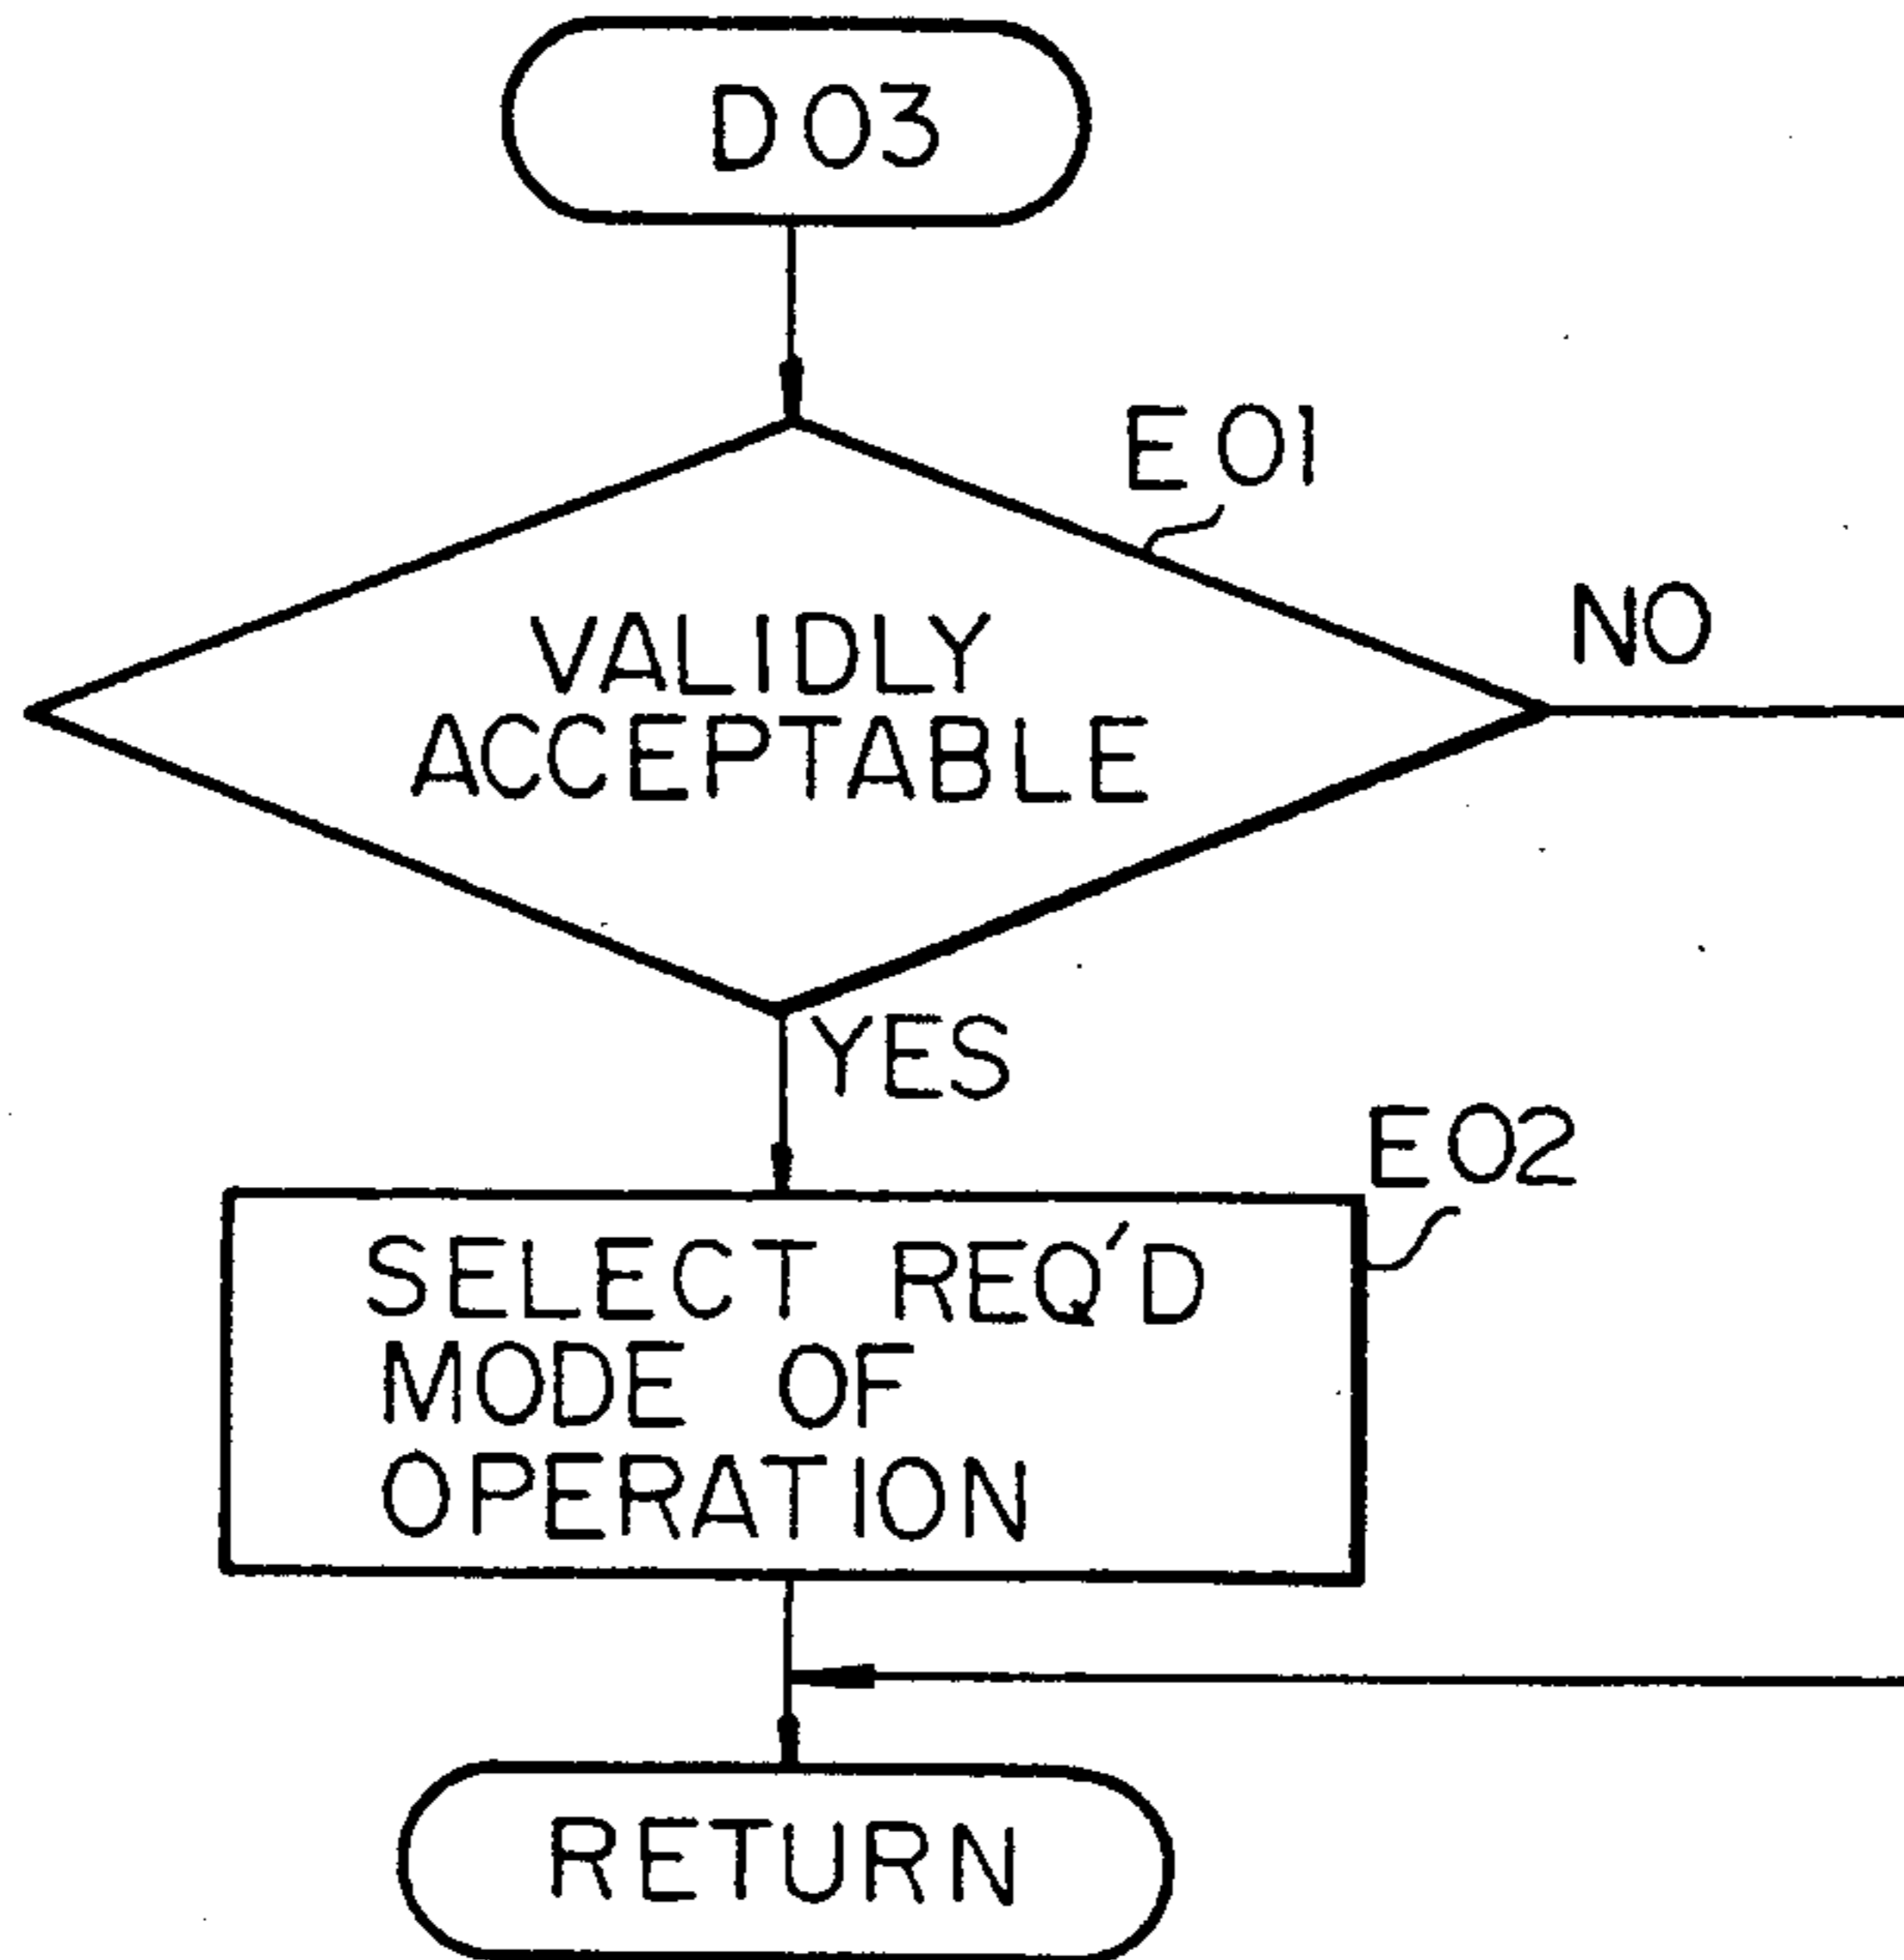 D03
E01
VALIDLY
ACCEPTABLE
NO
YES
E02
SELECT REQ'D
MODE OF
OPERATION
RETURN